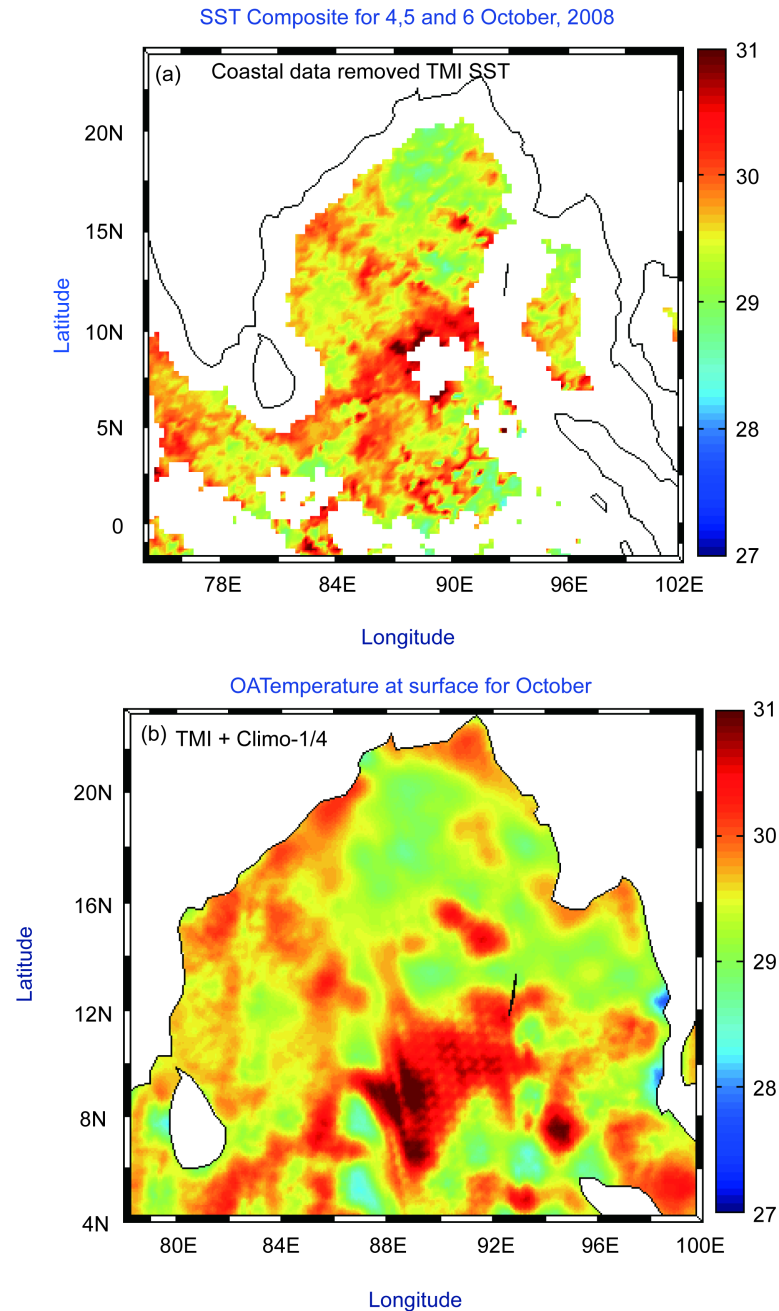 SST Composite for 4,5 and 6 October, 2008
(a) Coastal data removed TMI SST
31
30
29
28
27
20N
15N
10N
5N
0
Latitude
78E 84E 90E 96E 102E
Longitude
OATemperature at surface for October
(b) TMI + Climo-1/4
31
30
29
28
27
20N
16N
12N
8N
4N
Latitude
80E 84E 88E 92E 96E 100E
Longitude